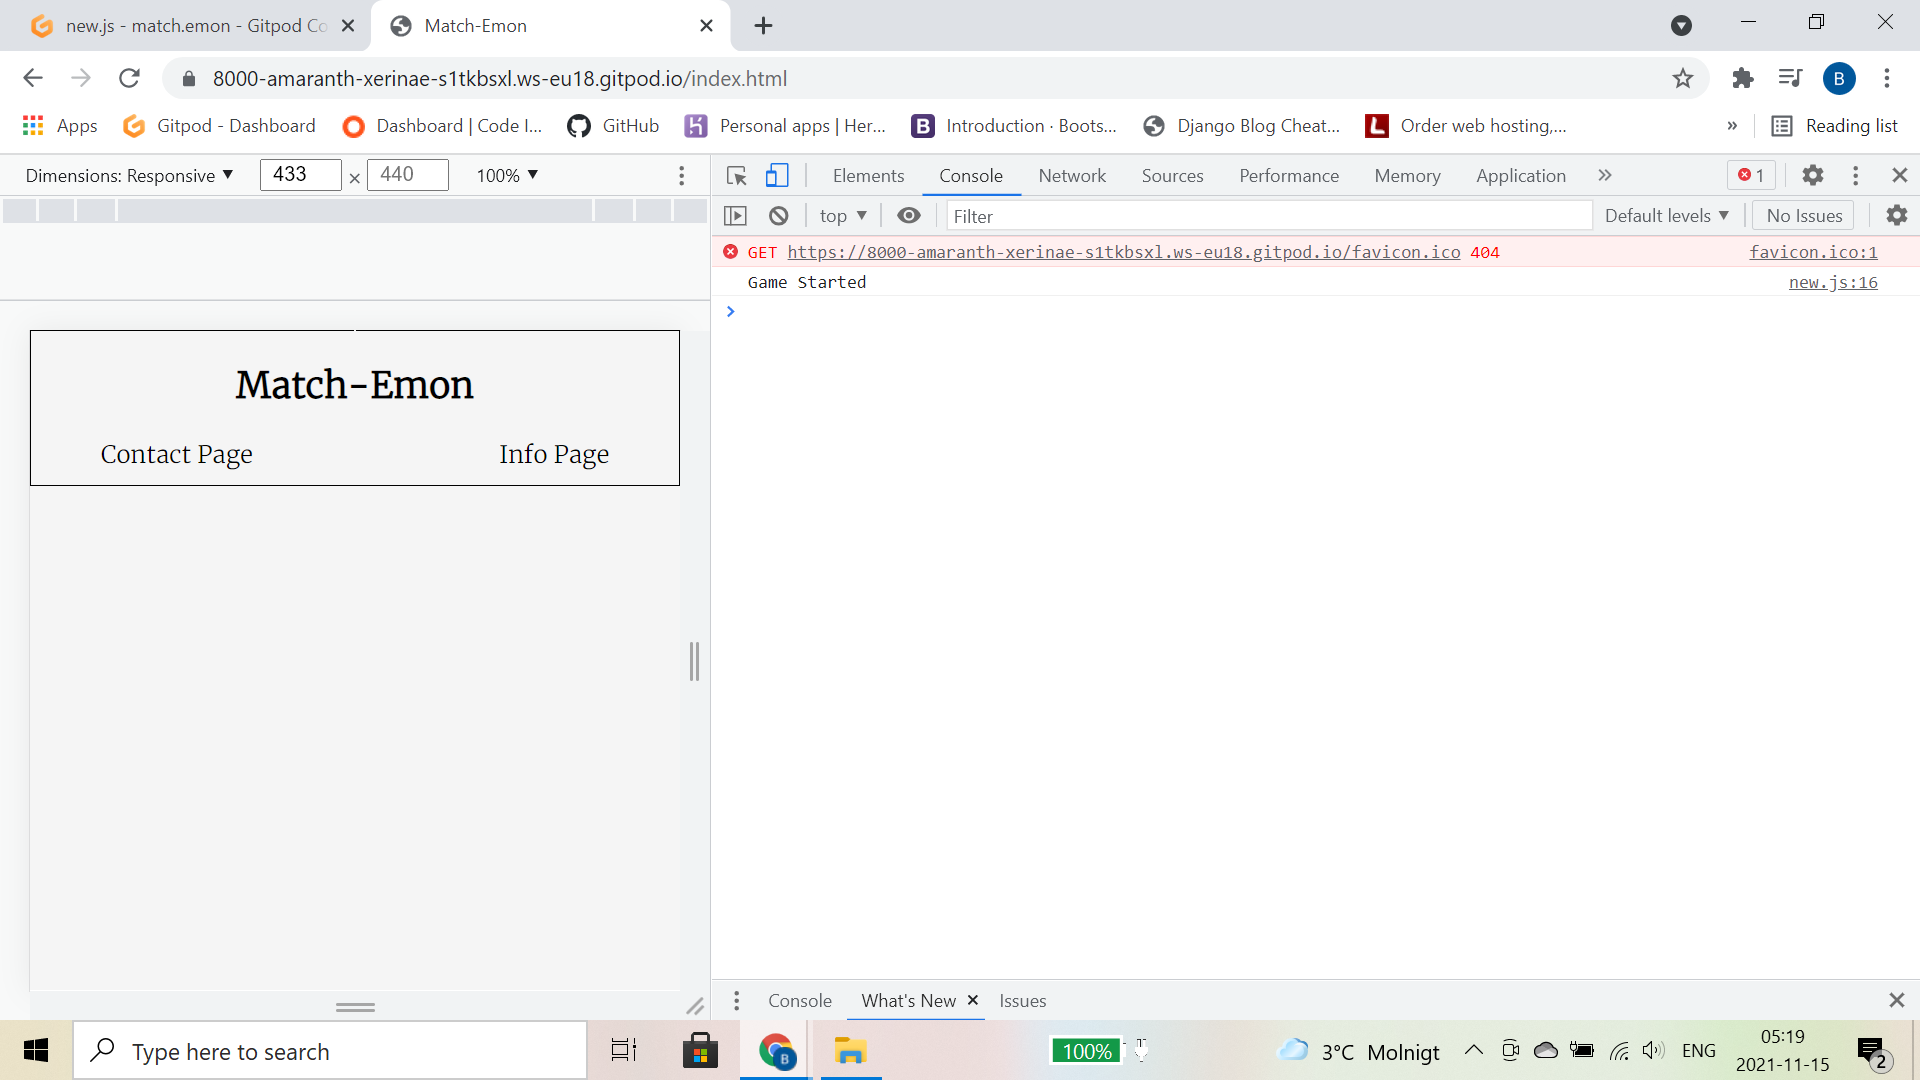 new.js - match.emon - Gitpod Co
Match-Emon
8000-amaranth-xerinae-s1tkbsxl.ws-eu18.gitpod.io/index.html
B
Apps
Gitpod - Dashboard
Dashboard | Code I...
GitHub
Personal apps | Her...
B
Introduction · Boots...
Django Blog Cheat...
L
Order web hosting,...
»
Reading list
Dimensions: Responsive
433 × 440
100%
Elements
Console
Network
Sources
Performance
Memory
Application
»
1
top
Filter
Default levels
No Issues
GET https://8000-amaranth-xerinae-s1tkbsxl.ws-eu18.gitpod.io/favicon.ico 404
favicon.ico:1
Game Started
new.js:16
Match-Emon
Contact Page
Info Page
Console
What's New
Issues
Type here to search
B
100%
3°C Molnigt
ENG
05:19
2021-11-15
2